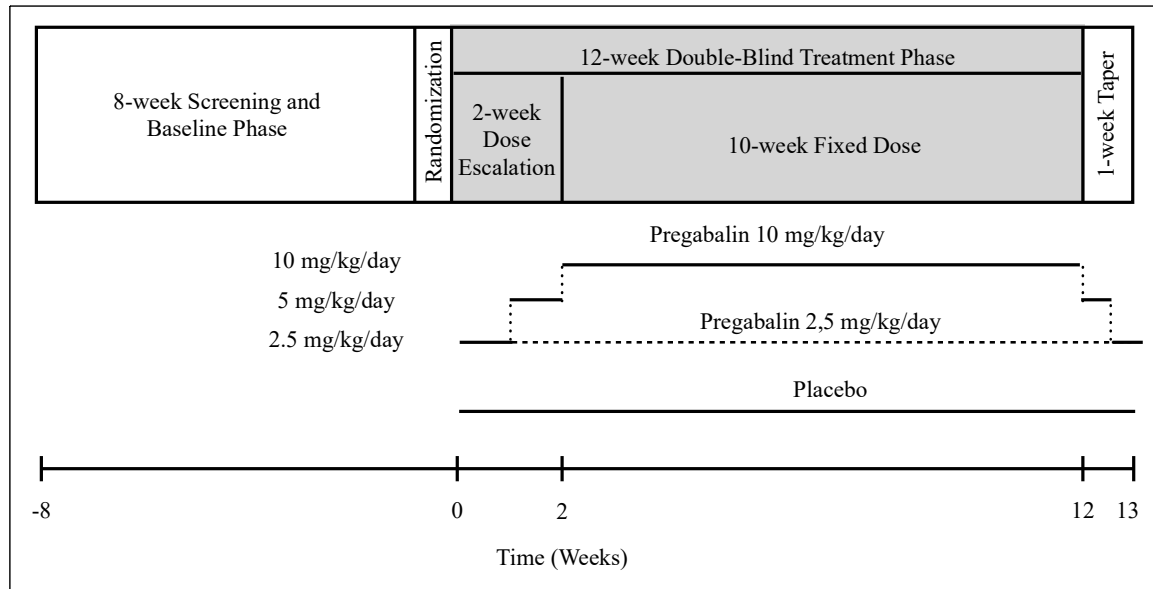 12-week Double-Blind Treatment Phase
8-week Screening and
Baseline Phase
Randomization
2-week
Dose
Escalation
10-week Fixed Dose
1-week Taper
Pregabalin 10 mg/kg/day
10 mg/kg/day
5 mg/kg/day
Pregabalin 2,5 mg/kg/day
2.5 mg/kg/day
Placebo
-8 0 2 12 13
Time (Weeks)